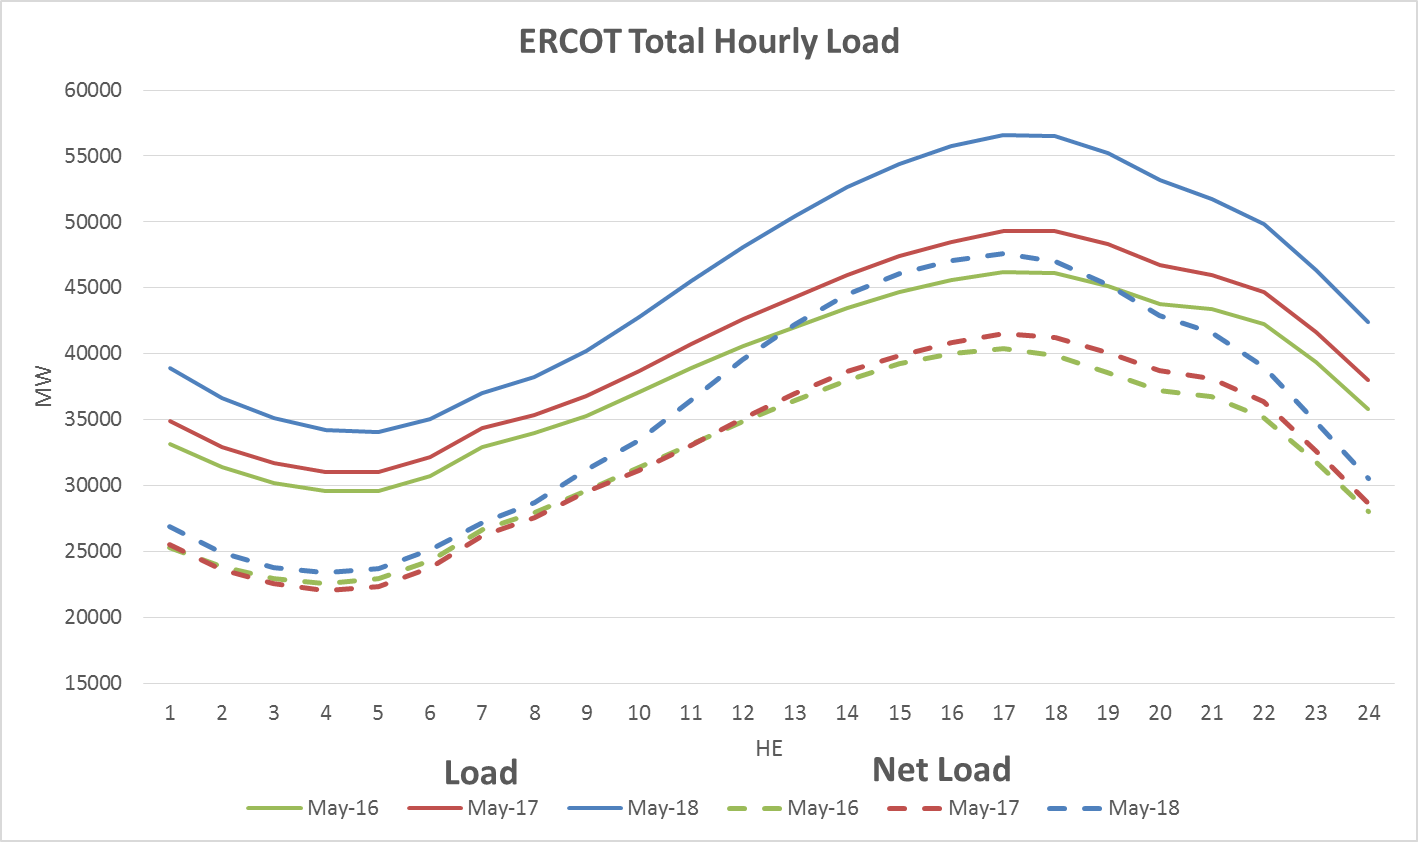 ERCOT Total Hourly Load
60000
55000
50000
45000
40000
35000
30000
25000
20000
15000
MW
1 2 3 4 5 6 7 8 9 10 11 12 13 14 15 16 17 18 19 20 21 22 23 24
HE
Load Net Load
May-16 May-17 May-18 May-16 May-17 May-18